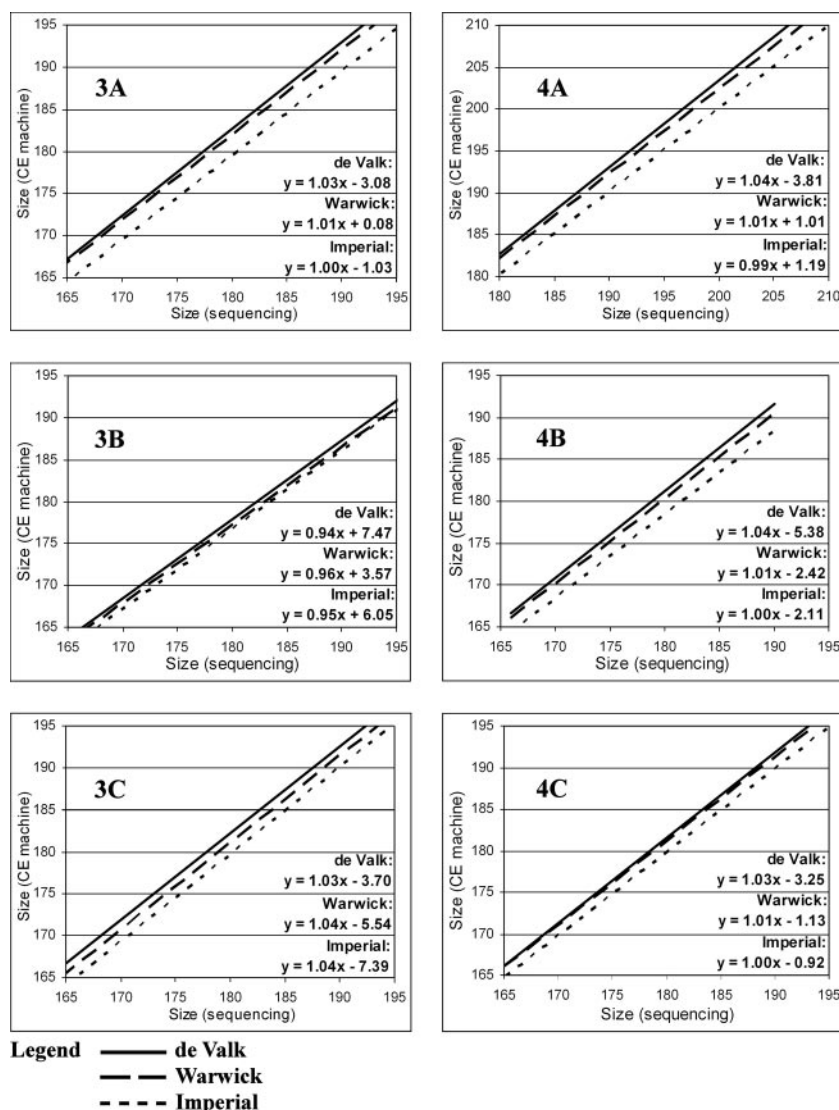 195
190
185
180
175
170
165
Size (CE machine)
3A
de Valk:
y = 1.03x - 3.08
Warwick:
y = 1.01x + 0.08
Imperial:
y = 1.00x - 1.03
165 170 175 180 185 190 195
Size (sequencing)
210
205
200
195
190
185
180
Size (CE machine)
4A
de Valk:
y = 1.04x - 3.81
Warwick:
y = 1.01x + 1.01
Imperial:
y = 0.99x + 1.19
180 185 190 195 200 205 210
Size (sequencing)
195
190
185
180
175
170
165
Size (CE machine)
3B
de Valk:
y = 0.94x + 7.47
Warwick:
y = 0.96x + 3.57
Imperial:
y = 0.95x + 6.05
165 170 175 180 185 190 195
Size (sequencing)
195
190
185
180
175
170
165
Size (CE machine)
4B
de Valk:
y = 1.04x - 5.38
Warwick:
y = 1.01x - 2.42
Imperial:
y = 1.00x - 2.11
165 170 175 180 185 190 195
Size (sequencing)
195
190
185
180
175
170
165
Size (CE machine)
3C
de Valk:
y = 1.03x - 3.70
Warwick:
y = 1.04x - 5.54
Imperial:
y = 1.04x - 7.39
165 170 175 180 185 190 195
Size (sequencing)
195
190
185
180
175
170
165
Size (CE machine)
4C
de Valk:
y = 1.03x - 3.25
Warwick:
y = 1.01x - 1.13
Imperial:
y = 1.00x - 0.92
165 170 175 180 185 190 195
Size (sequencing)
Legend de Valk
Warwick
Imperial